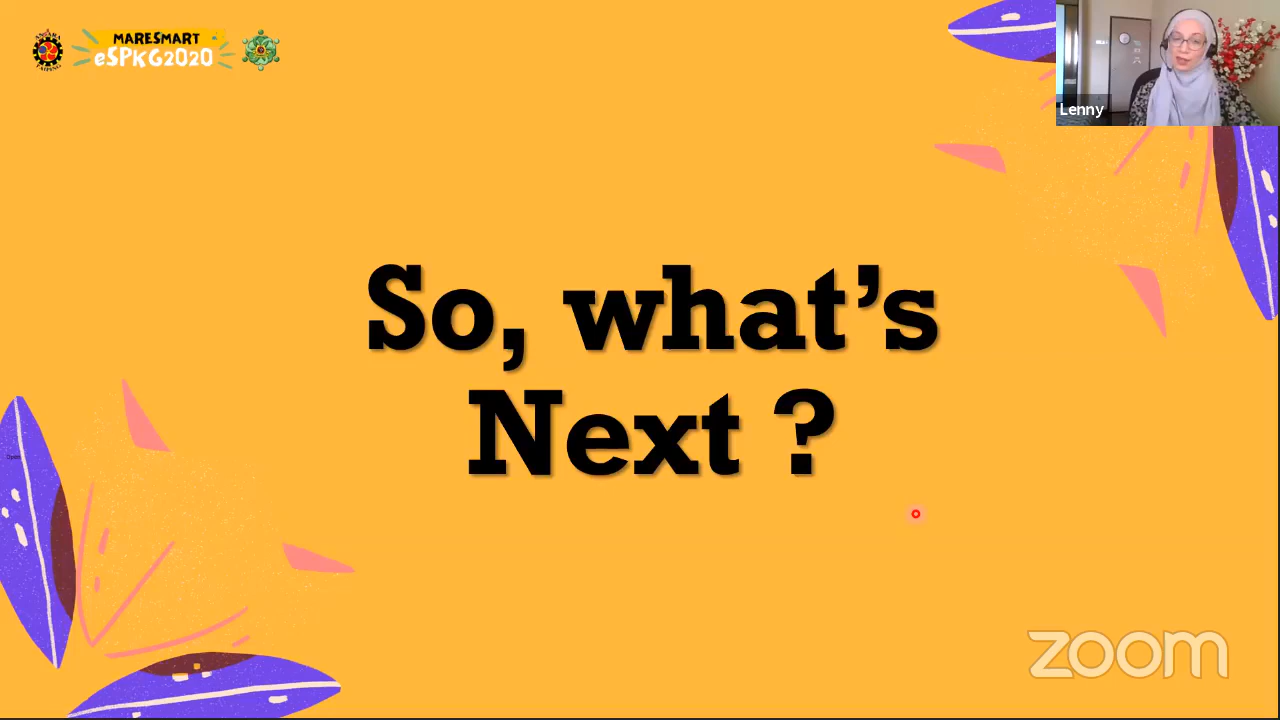 MARESMART
eSPKG2020
Lenny
So, what's
Next ?
zoom